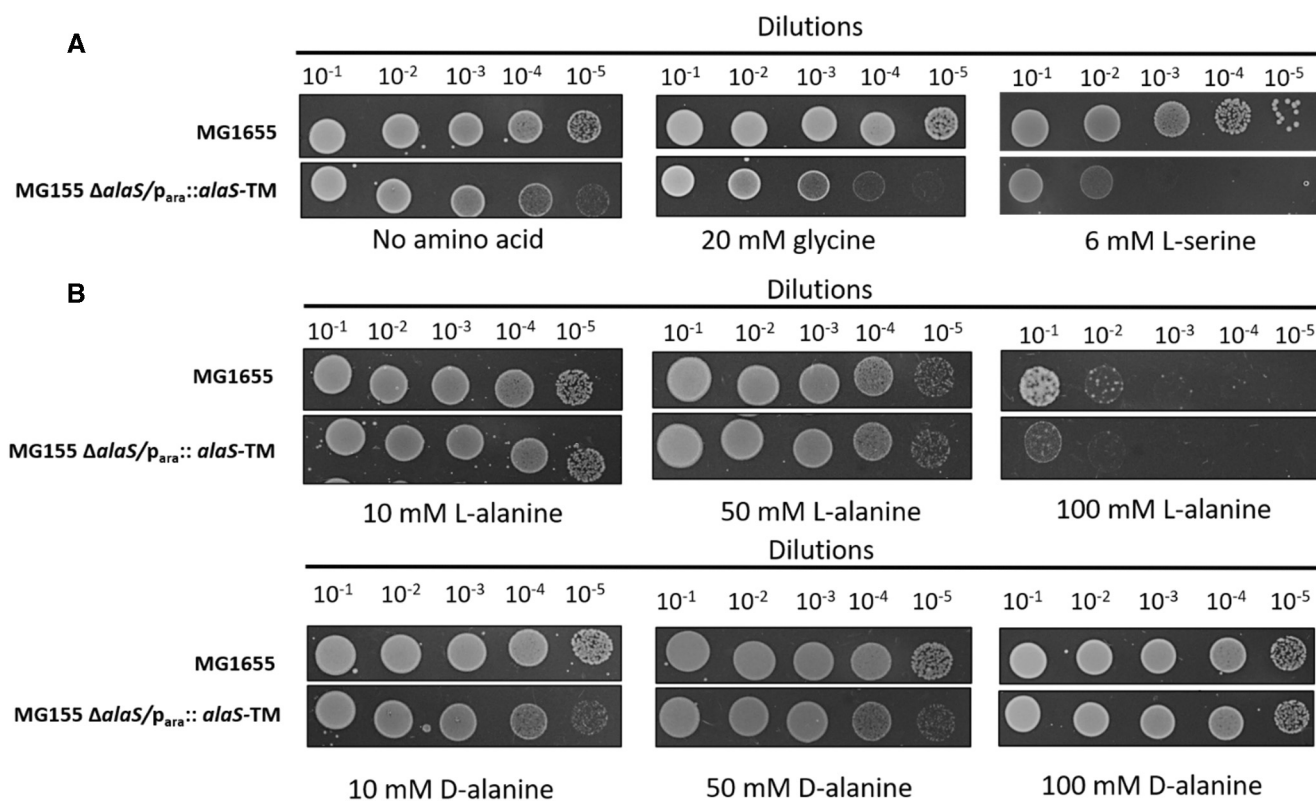 A
Dilutions
10⁻¹ 10⁻² 10⁻³ 10⁻⁴ 10⁻⁵ 10⁻¹ 10⁻² 10⁻³ 10⁻⁴ 10⁻⁵ 10⁻¹ 10⁻² 10⁻³ 10⁻⁴ 10⁻⁵
MG1655
MG155 ΔalaS/pₐᵣₐ::alaS-TM
No amino acid 20 mM glycine 6 mM L-serine
B
Dilutions
10⁻¹ 10⁻² 10⁻³ 10⁻⁴ 10⁻⁵ 10⁻¹ 10⁻² 10⁻³ 10⁻⁴ 10⁻⁵ 10⁻¹ 10⁻² 10⁻³ 10⁻⁴ 10⁻⁵
MG1655
MG155 ΔalaS/pₐᵣₐ:: alaS-TM
10 mM L-alanine 50 mM L-alanine 100 mM L-alanine
Dilutions
10⁻¹ 10⁻² 10⁻³ 10⁻⁴ 10⁻⁵ 10⁻¹ 10⁻² 10⁻³ 10⁻⁴ 10⁻⁵ 10⁻¹ 10⁻² 10⁻³ 10⁻⁴ 10⁻⁵
MG1655
MG155 ΔalaS/pₐᵣₐ:: alaS-TM
10 mM D-alanine 50 mM D-alanine 100 mM D-alanine